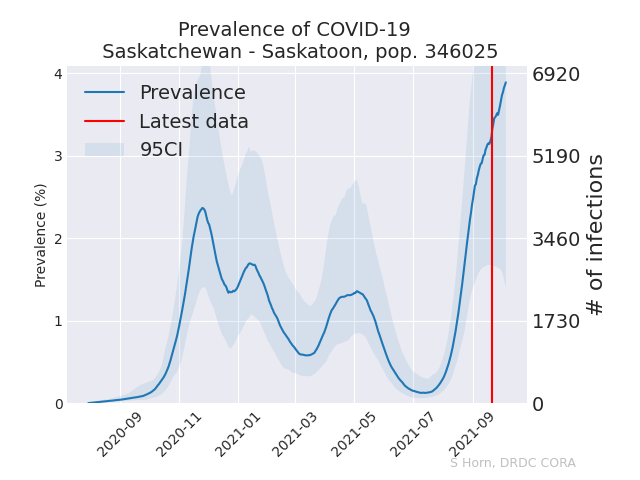 Prevalence of COVID-19
Saskatchewan - Saskatoon, pop. 346025
Prevalence
Latest data
95CI
Prevalence (%)
4
3
2
1
0
6920
5190
3460
1730
0
# of infections
2020-09
2020-11
2021-01
2021-03
2021-05
2021-07
2021-09
S Horn, DRDC CORA